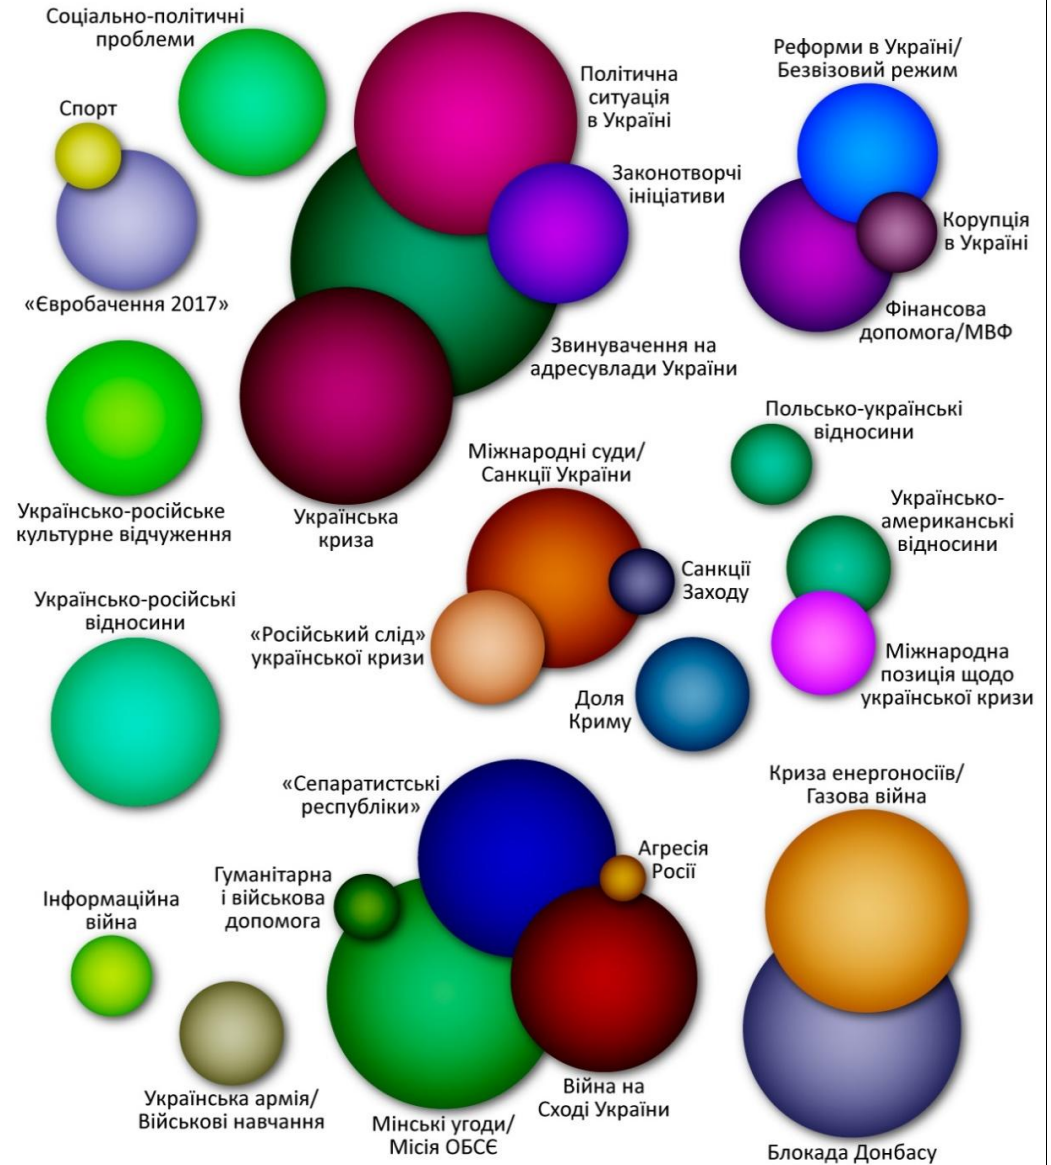 Соціально-політичні
проблеми
Політична
ситуація
в Україні
Реформи в Україні/
Безвізовий режим
Спорт
Законотворчі
ініціативи
Корупція
в Україні
«Євробачення 2017»
Фінансова
допомога/МВФ
Звинувачення на
адресувлади України
Польсько-українські
відносини
Міжнародні суди/
Санкції України
Українсько-
американські
відносини
Українсько-російське
культурне відчуження
Українська
криза
Санкції
Заходу
Українсько-російські
відносини
«Російський слід»
української кризи
Міжнародна
позиція щодо
української кризи
Доля
Криму
«Сепаратистські
республіки»
Криза енергоносіїв/
Газова війна
Агресія
Росії
Гуманітарна
і військова
допомога
Інформаційна
війна
Війна на
Сході України
Українська армія/
Військові навчання
Мінські угоди/
Місія ОБСЄ
Блокада Донбасу